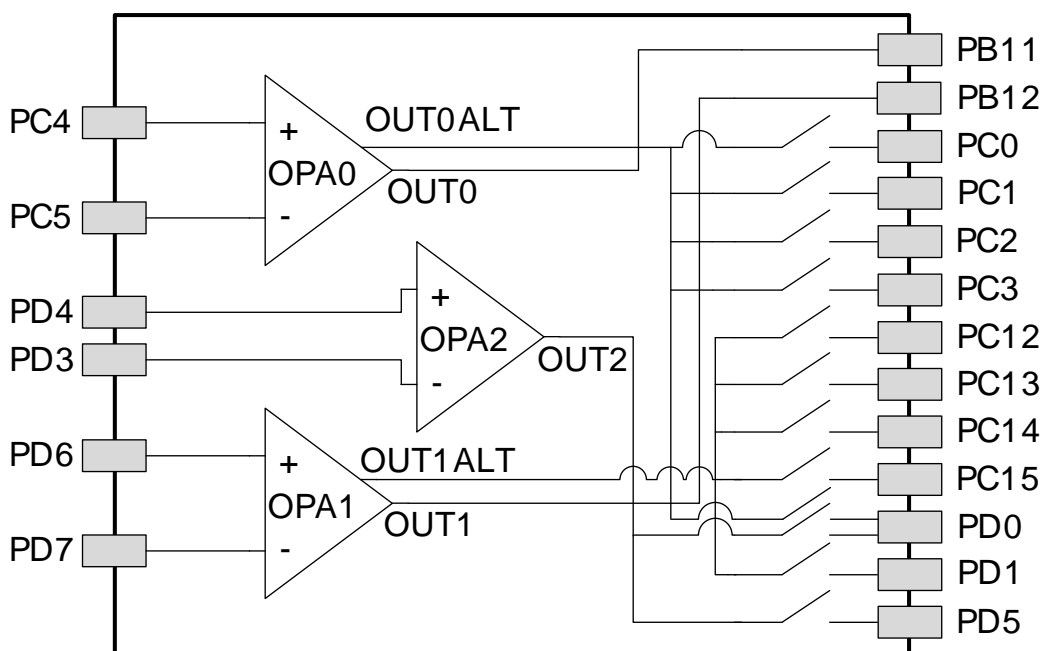 PB11
PB12
PC4
+
OUT0ALT
PC0
OPA0
OUT0
PC1
PC5
-
PC2
+
PC3
PD4
OPA2
OUT2
PC12
PD3
-
PC13
PC14
PD6
+
OUT1ALT
PC15
OPA1
OUT1
PD0
PD7
-
PD1
PD5